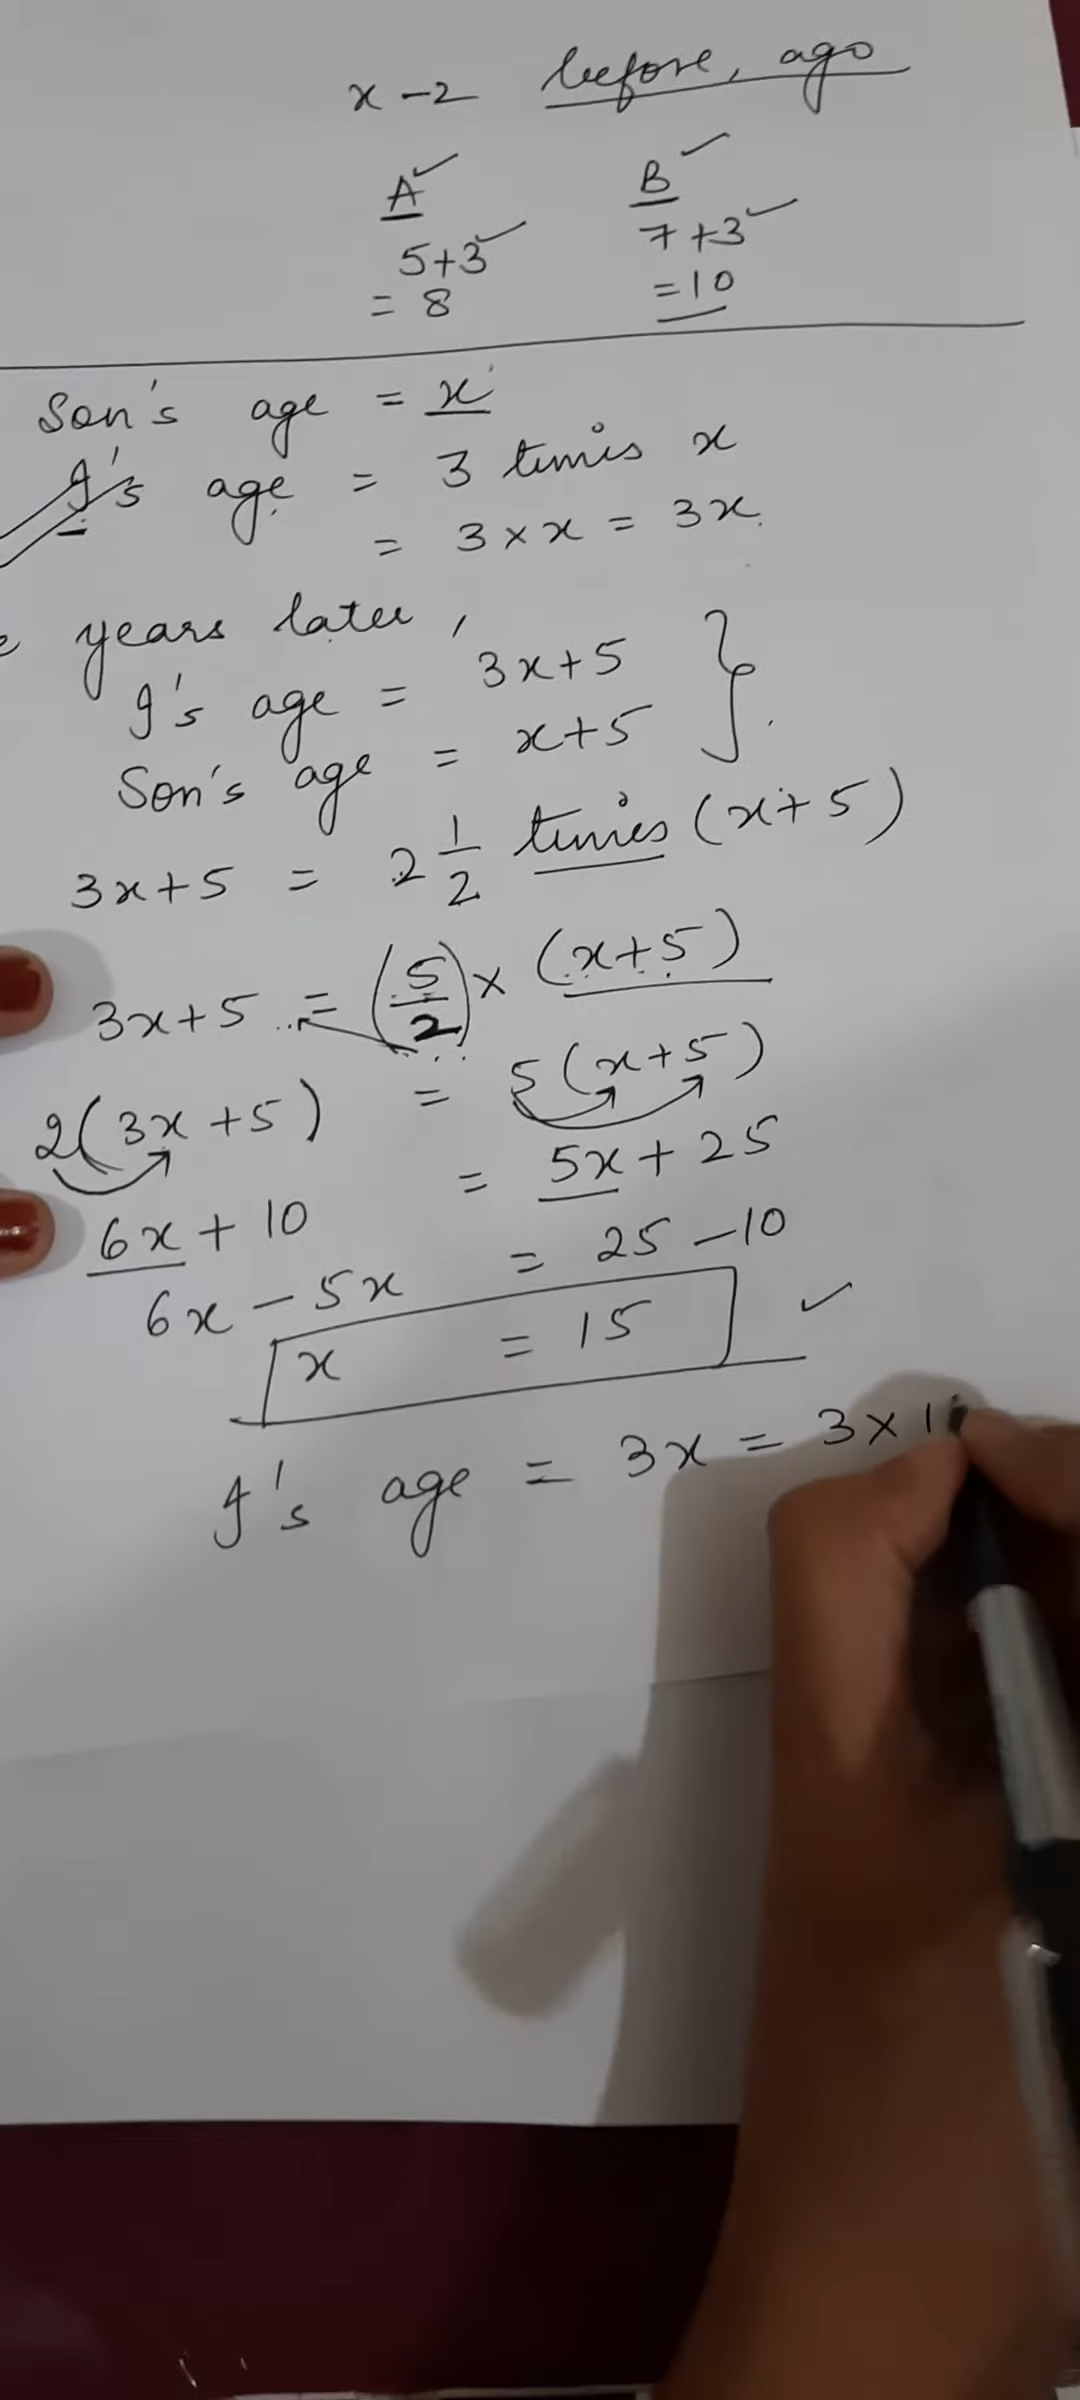 x-2 before, ago
A B
5+3 7+3
= 8 =10
Son's age = x
J's age = 3 times x
= 3 × x = 3x
years later,
J's age = 3x+5
Son's age = x+5
3x+5 = 2 1/2 times (x+5)
3x+5 = (5/2) × (x+5)
2(3x+5) = 5(x+5)
6x+10 = 5x+25
6x-5x = 25-10
x = 15
J's age = 3x = 3×1